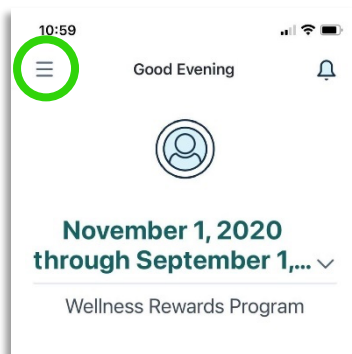 10:59
Good Evening
November 1, 2020
through September 1,...
Wellness Rewards Program